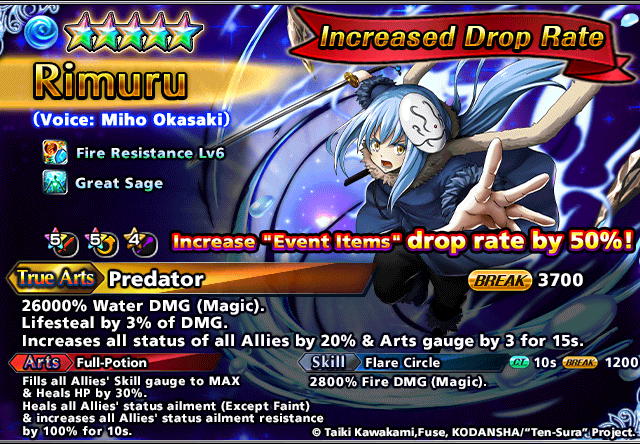 Increased Drop Rate
Rimuru
(Voice: Miho Okasaki)
Fire Resistance Lv6
Great Sage
5 5 4
Increase "Event Items" drop rate by 50%!
True Arts Predator BREAK 3700
26000% Water DMG (Magic).
Lifesteal by 3% of DMG.
Increases all status of all Allies by 20% & Arts gauge by 3 for 15s.
Arts Full-Potion
Fills all Allies' Skill gauge to MAX
& Heals HP by 30%.
Heals all Allies' status ailment (Except Faint)
& increases all Allies' status ailment resistance
by 100% for 10s.
Skill Flare Circle CT 10s BREAK 1200
2800% Fire DMG (Magic).
© Taiki Kawakami,Fuse, KODANSHA/"Ten-Sura" Project.